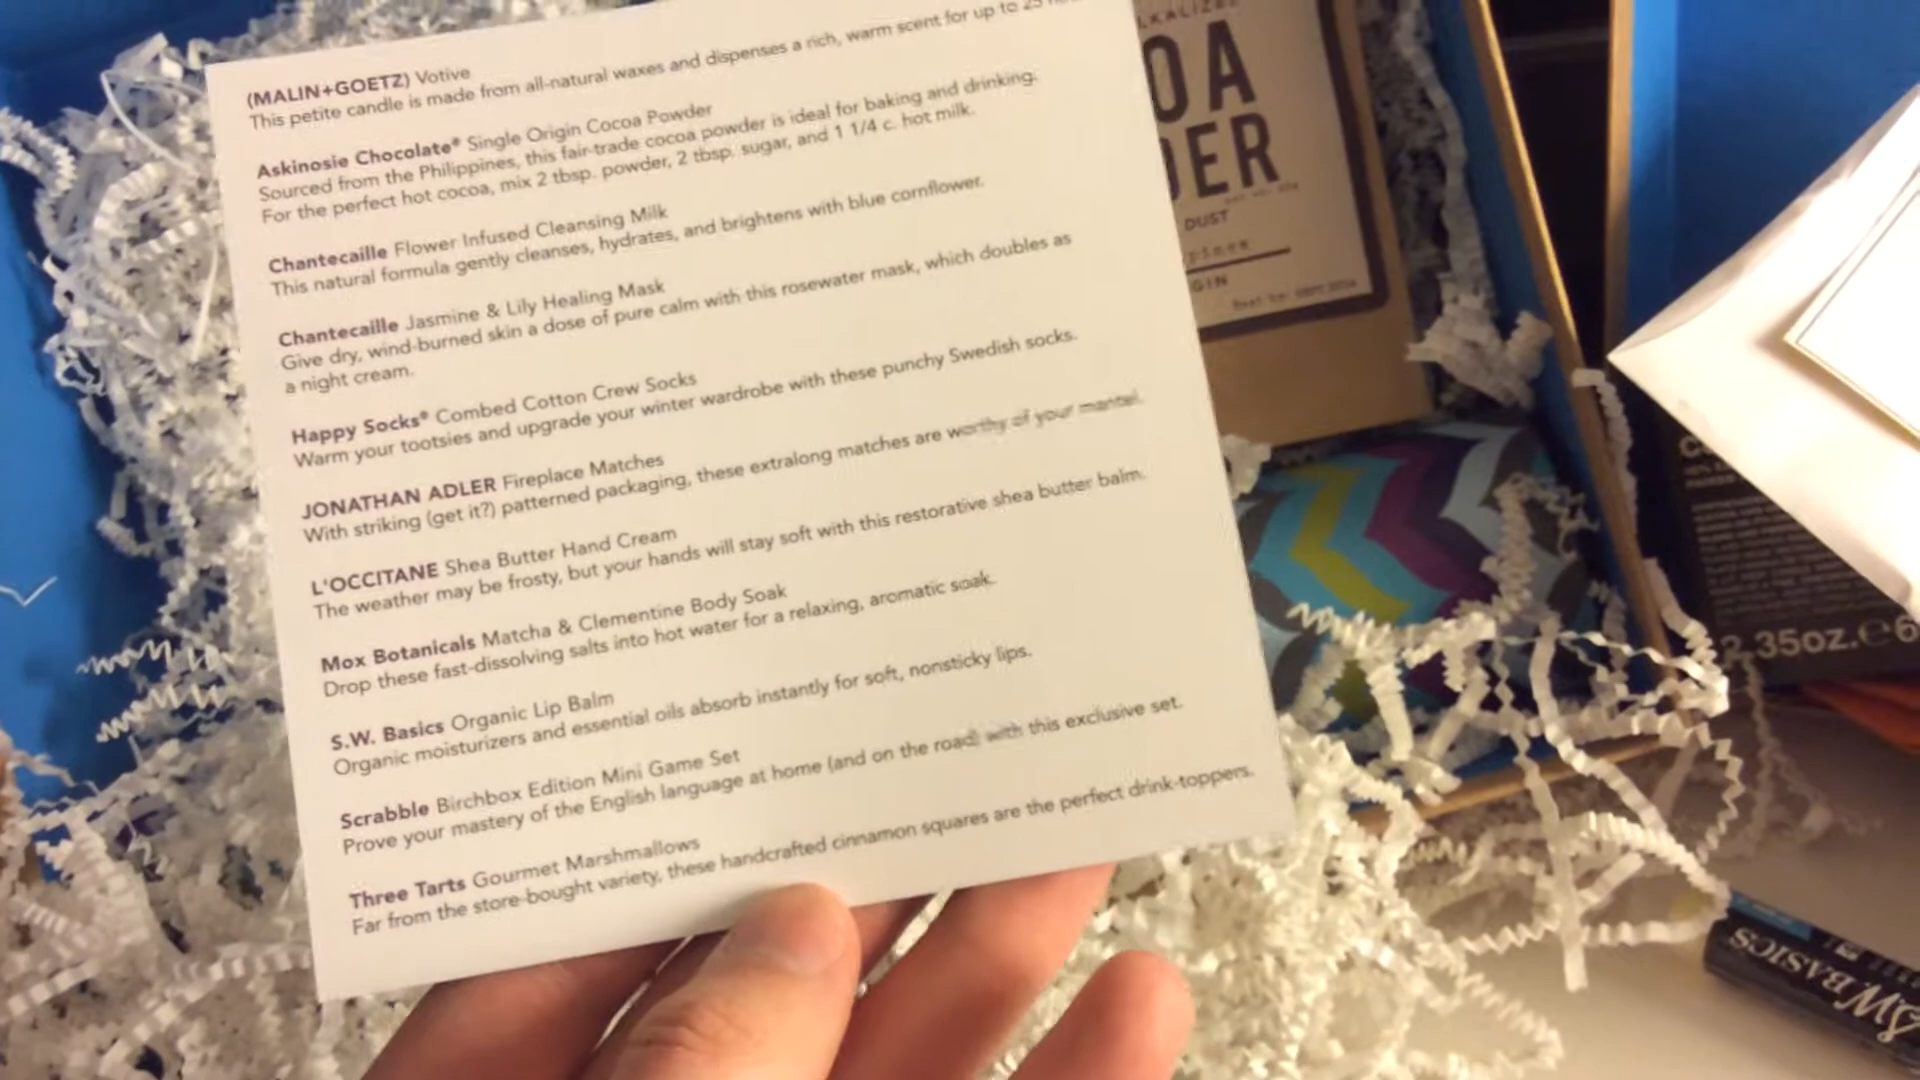 (MALIN+GOETZ) Votive
This petite candle is made from all-natural waxes and dispenses a rich, warm scent for up to 25
Askinosie Chocolate® Single Origin Cocoa Powder
Sourced from the Philippines, this fair-trade cocoa powder is ideal for baking and drinking.
For the perfect hot cocoa, mix 2 tbsp. powder, 2 tbsp. sugar, and 1 1/4 c. hot milk.
Chantecaille Flower Infused Cleansing Milk
This natural formula gently cleanses, hydrates, and brightens with blue cornflower.
Chantecaille Jasmine & Lily Healing Mask
Give dry, wind-burned skin a dose of pure calm with this rosewater mask, which doubles as
a night cream.
Happy Socks® Combed Cotton Crew Socks
Warm your tootsies and upgrade your winter wardrobe with these punchy Swedish socks.
JONATHAN ADLER Fireplace Matches
With striking (get it?) patterned packaging, these extralong matches are worthy of your mantel.
L'OCCITANE Shea Butter Hand Cream
The weather may be frosty, but your hands will stay soft with this restorative shea butter balm.
Mox Botanicals Matcha & Clementine Body Soak
Drop these fast-dissolving salts into hot water for a relaxing, aromatic soak.
S.W. Basics Organic Lip Balm
Organic moisturizers and essential oils absorb instantly for soft, nonsticky lips.
Scrabble Birchbox Edition Mini Game Set
Prove your mastery of the English language at home (and on the road) with this exclusive set.
Three Tarts Gourmet Marshmallows
Far from the store-bought variety, these handcrafted cinnamon squares are the perfect drink-toppers.
LKALIZED
OA
DER
DUST
GIN
2.35oz. e 6
SW BASICS